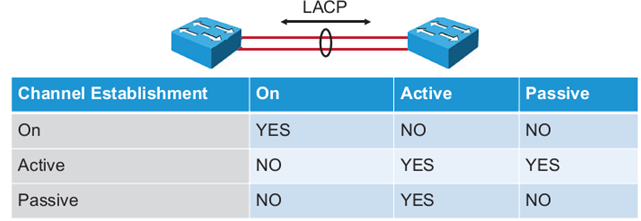 LACP
Channel Establishment On Active Passive
On YES NO NO
Active NO YES YES
Passive NO YES NO